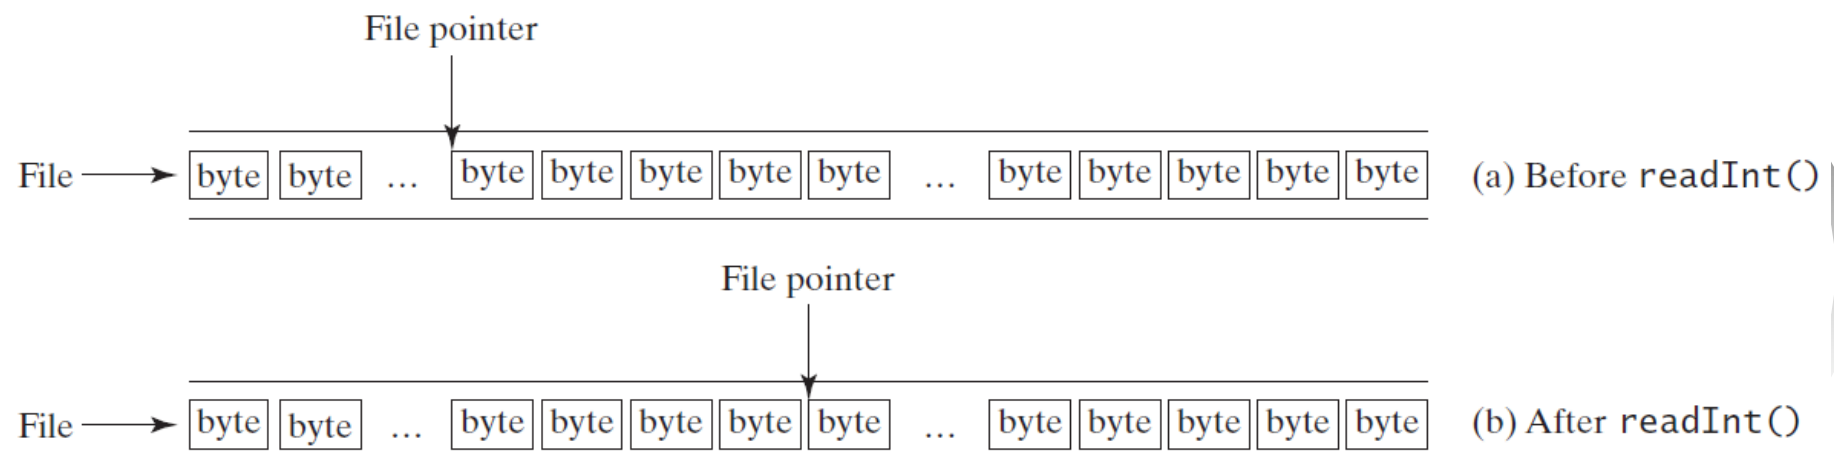 File pointer
File byte byte ... byte byte byte byte byte ... byte byte byte byte byte (a) Before readInt()
File pointer
File byte byte ... byte byte byte byte byte ... byte byte byte byte byte (b) After readInt()